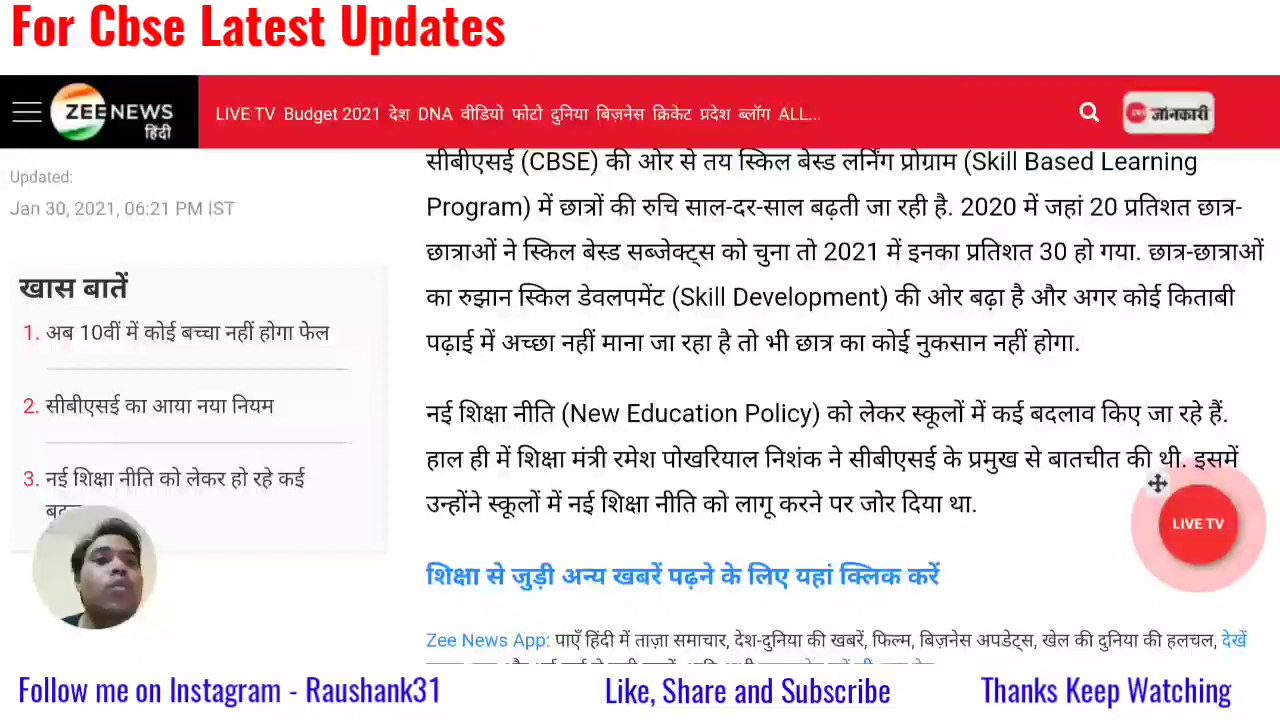 For Cbse Latest Updates
ZEE NEWS
हिंदी
LIVE TV Budget 2021 देश DNA वीडियो फोटो दुनिया बिज़नेस क्रिकेट प्रदेश ब्लॉग ALL...
जानकारी
Updated:
Jan 30, 2021, 06:21 PM IST
खास बातें
1. अब 10वीं में कोई बच्चा नहीं होगा फेल
2. सीबीएसई का आया नया नियम
3. नई शिक्षा नीति को लेकर हो रहे कई
सीबीएसई (CBSE) की ओर से तय स्किल बेस्ड लर्निंग प्रोग्राम (Skill Based Learning
Program) में छात्रों की रुचि साल-दर-साल बढ़ती जा रही है. 2020 में जहां 20 प्रतिशत छात्र-
छात्राओं ने स्किल बेस्ड सब्जेक्ट्स को चुना तो 2021 में इनका प्रतिशत 30 हो गया. छात्र-छात्राओं
का रुझान स्किल डेवलपमेंट (Skill Development) की ओर बढ़ा है और अगर कोई किताबी
पढ़ाई में अच्छा नहीं माना जा रहा है तो भी छात्र का कोई नुकसान नहीं होगा.
नई शिक्षा नीति (New Education Policy) को लेकर स्कूलों में कई बदलाव किए जा रहे हैं.
हाल ही में शिक्षा मंत्री रमेश पोखरियाल निशंक ने सीबीएसई के प्रमुख से बातचीत की थी. इसमें
उन्होंने स्कूलों में नई शिक्षा नीति को लागू करने पर जोर दिया था.
LIVE TV
शिक्षा से जुड़ी अन्य खबरें पढ़ने के लिए यहां क्लिक करें
Zee News App: पाएँ हिंदी में ताज़ा समाचार, देश-दुनिया की खबरें, फिल्म, बिज़नेस अपडेट्स, खेल की दुनिया की हलचल, देखें
Follow me on Instagram - Raushank31
Like, Share and Subscribe
Thanks Keep Watching